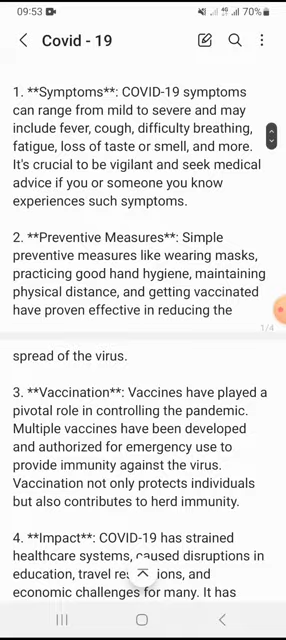 09:53
70%
Covid - 19
1. **Symptoms**: COVID-19 symptoms
can range from mild to severe and may
include fever, cough, difficulty breathing,
fatigue, loss of taste or smell, and more.
It's crucial to be vigilant and seek medical
advice if you or someone you know
experiences such symptoms.
2. **Preventive Measures**: Simple
preventive measures like wearing masks,
practicing good hand hygiene, maintaining
physical distance, and getting vaccinated
have proven effective in reducing the
1/4
spread of the virus.
3. **Vaccination**: Vaccines have played a
pivotal role in controlling the pandemic.
Multiple vaccines have been developed
and authorized for emergency use to
provide immunity against the virus.
Vaccination not only protects individuals
but also contributes to herd immunity.
4. **Impact**: COVID-19 has strained
healthcare systems, caused disruptions in
education, travel ions, and
economic challenges for many. It has